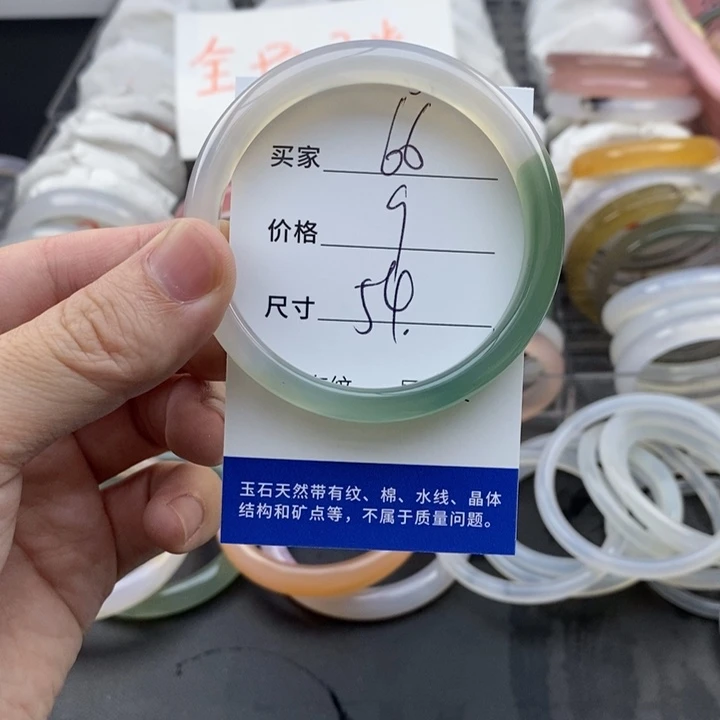 买家 66
价格 9
尺寸 54.
玉石天然带有纹、棉、水线、晶体
结构和矿点等，不属于质量问题。